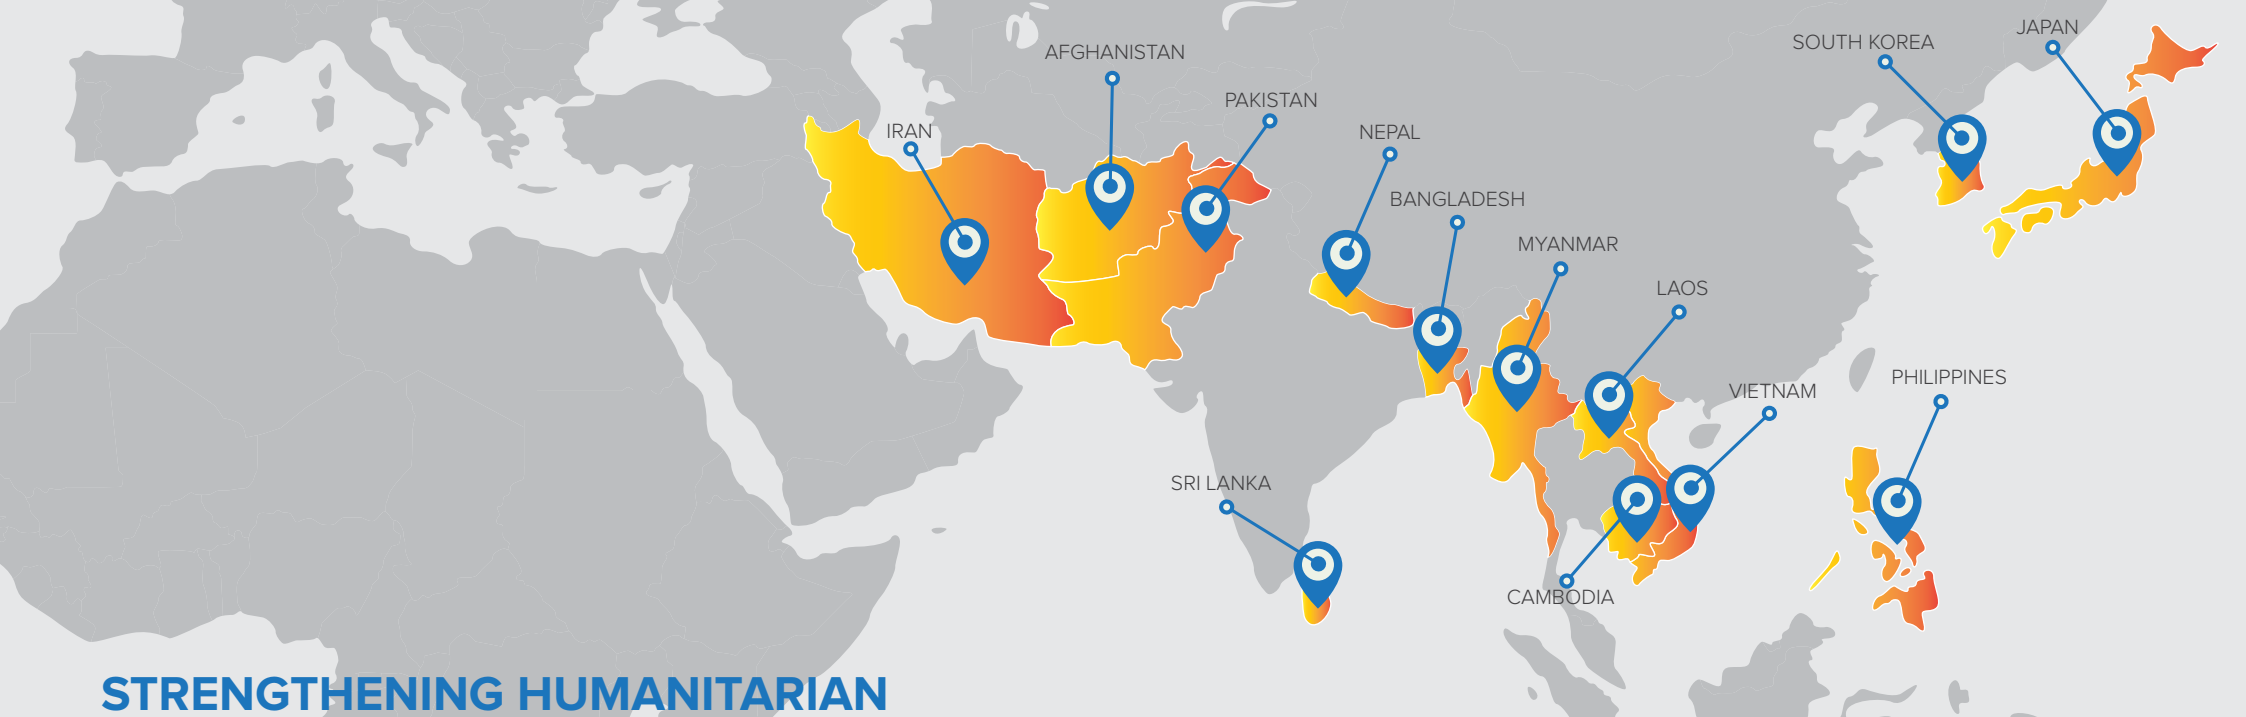 JAPAN
SOUTH KOREA
AFGHANISTAN
PAKISTAN
IRAN
NEPAL
BANGLADESH
MYANMAR
LAOS
PHILIPPINES
VIETNAM
SRI LANKA
CAMBODIA
STRENGTHENING HUMANITARIAN